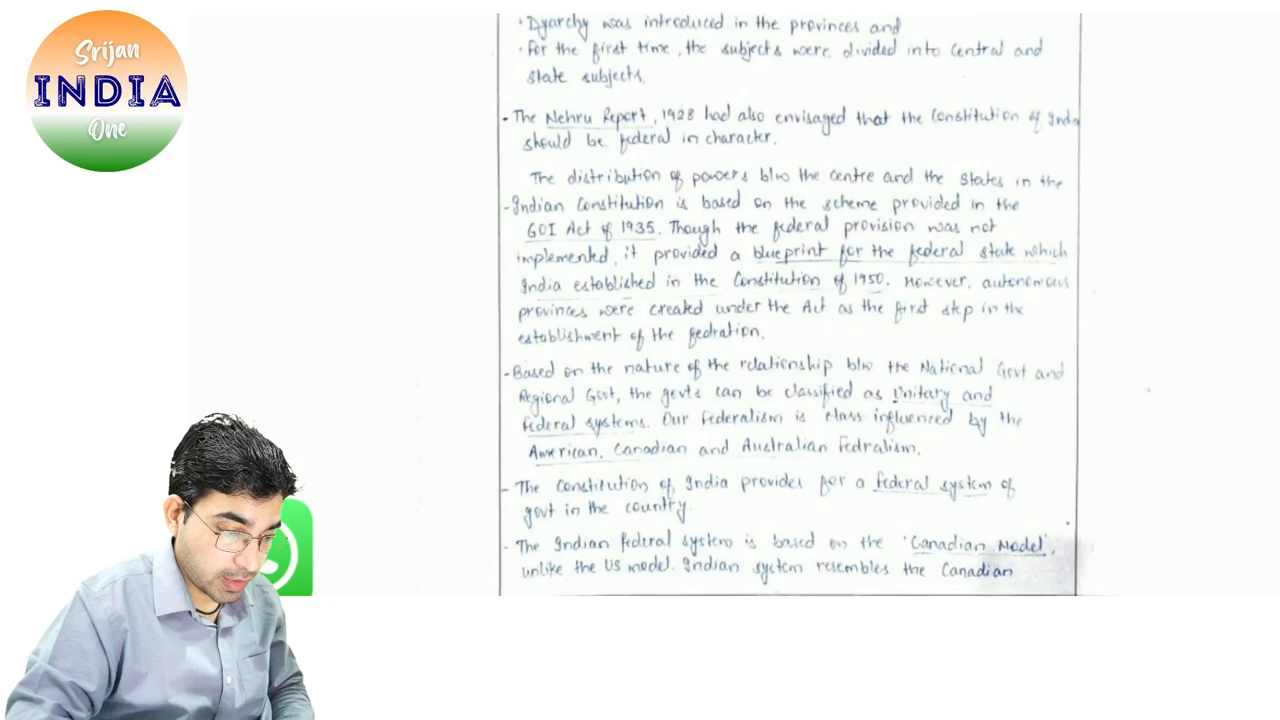 Srijan
INDIA
One
• Dyarchy was introduced in the provinces and
• For the first time, the subjects were divided into Central and
State subjects.
- The Nehru Report, 1928 had also envisaged that the Constitution of India
should be federal in character.
The distribution of powers b/w the centre and the states in the
- Indian Constitution is based on the scheme provided in the
GOI Act of 1935. Though the federal provision was not
implemented, it provided a blueprint for the federal state which
India established in the Constitution of 1950. However, autonomous
provinces were created under the Act as the first step in the
establishment of the fedration.
- Based on the nature of the relationship b/w the National Govt and
Regional Govt, the govts can be classified as Unitary and
Federal systems. Our Federalism is class influenced by the
American, Canadian and Australian Fedralism.
- The Constitution of India provides for a federal system of
govt in the country.
- The Indian federal system is based on the 'Canadian Model',
unlike the US model. Indian system resembles the Canadian